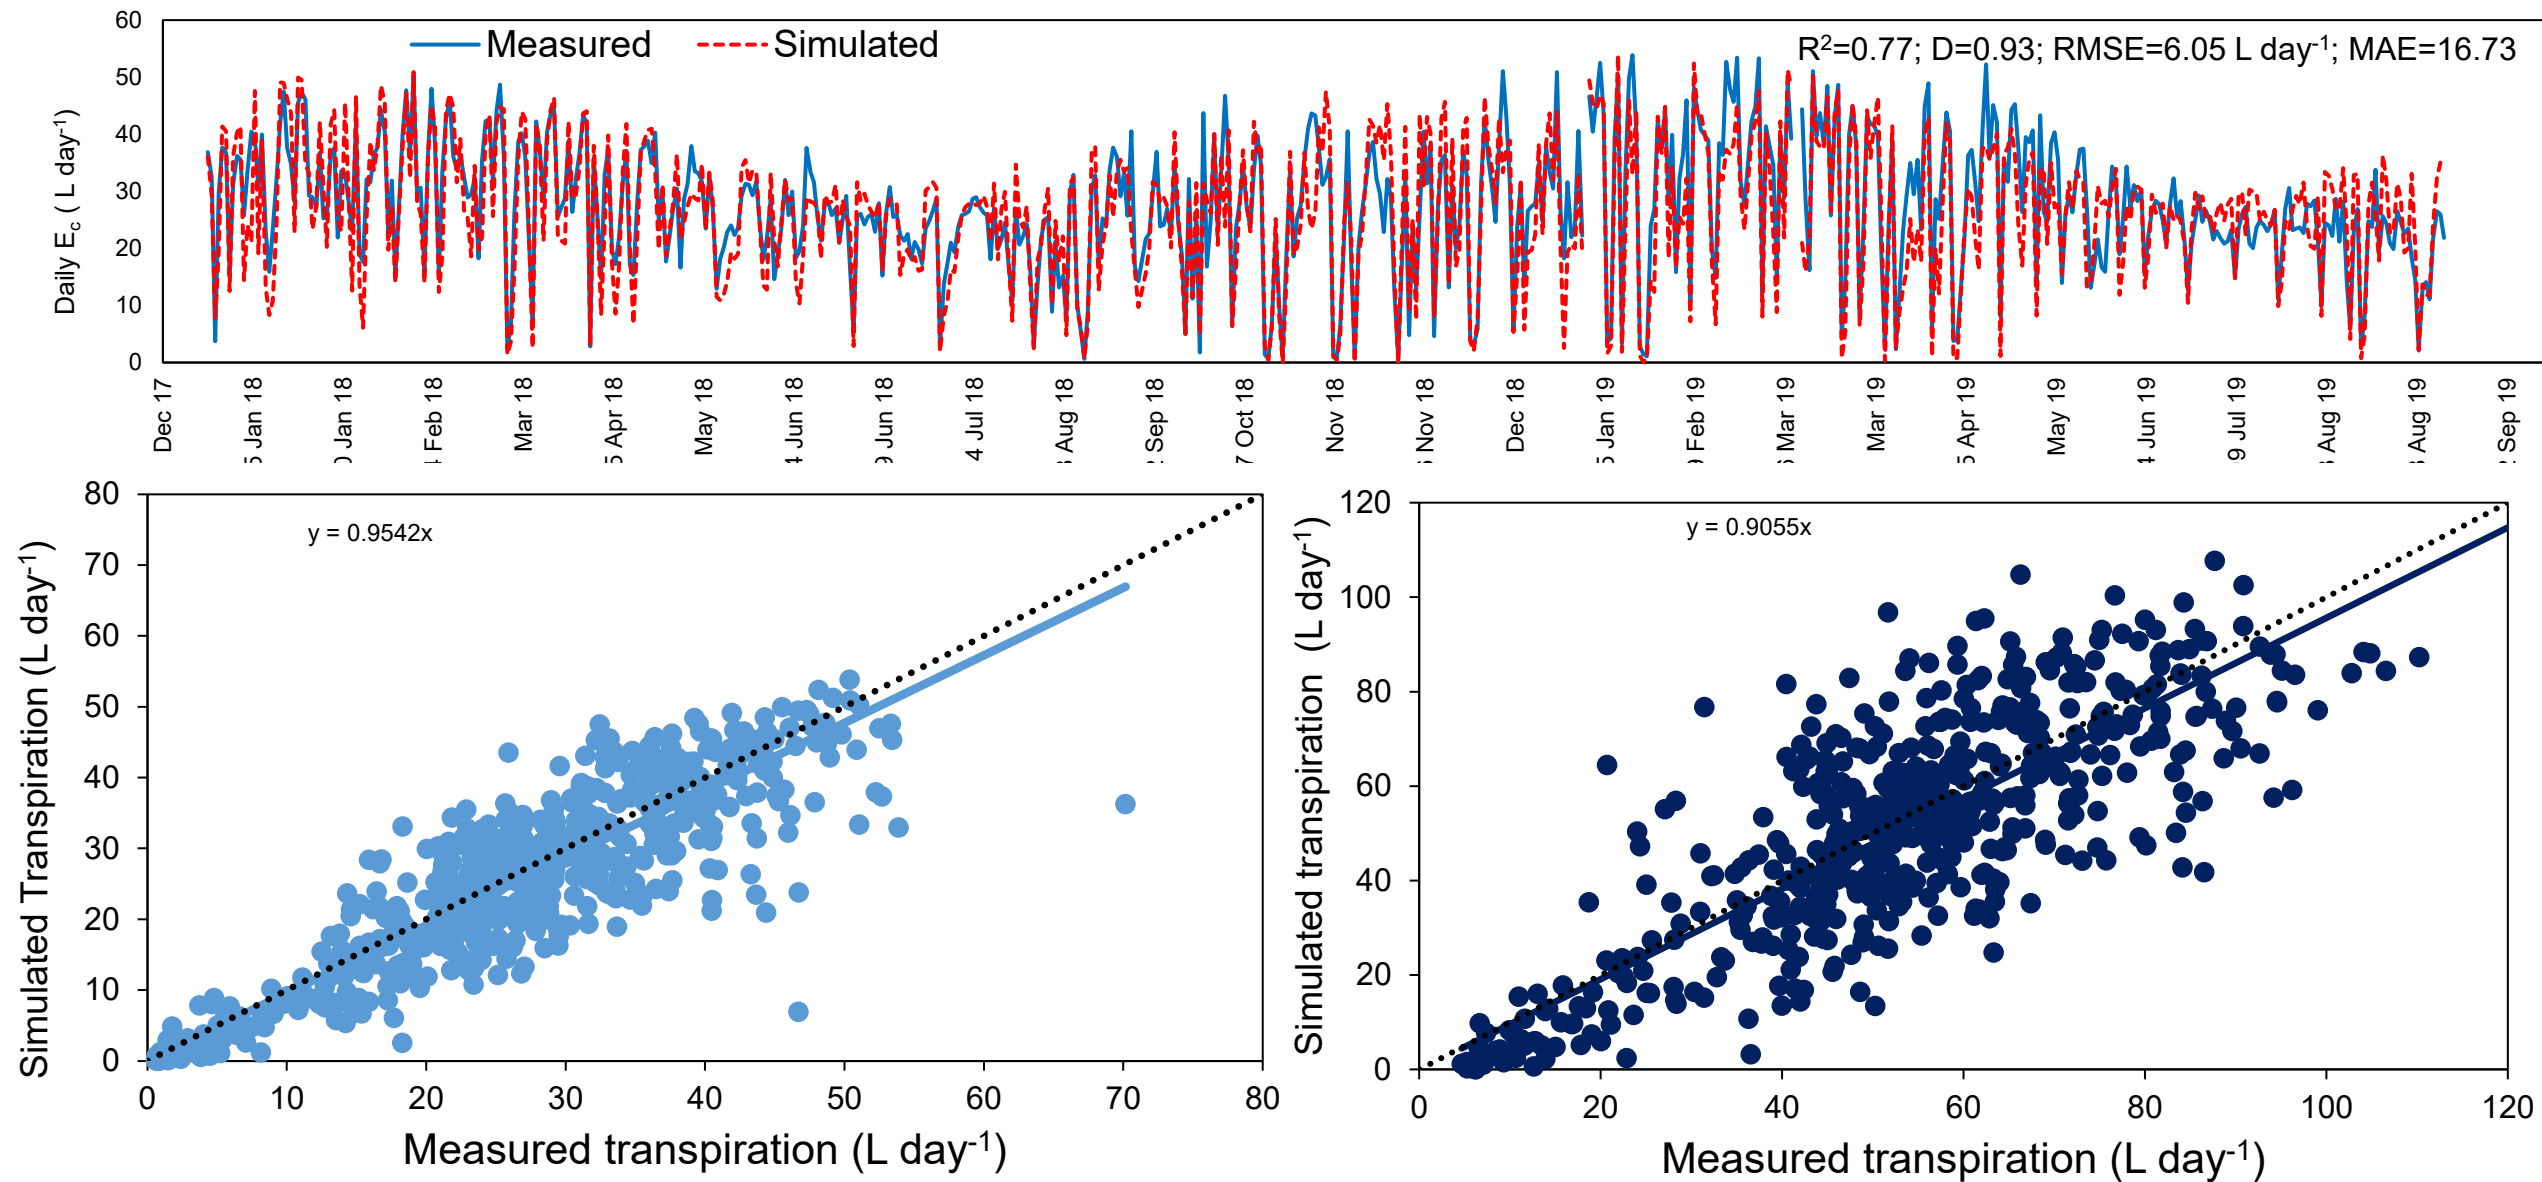 60
50
40
30
20
10
0
Daily Ec ( L day-1)
Measured
Simulated
R2=0.77; D=0.93; RMSE=6.05 L day-1; MAE=16.73
Dec 17
Jan 18
Jan 18
Feb 18
Mar 18
Apr 18
May 18
Jun 18
Jun 18
Jul 18
Aug 18
Sep 18
Oct 18
Nov 18
Nov 18
Dec 18
Jan 19
Feb 19
Mar 19
Mar 19
Apr 19
May 19
Jun 19
Jul 19
Aug 19
Aug 19
Sep 19
80
70
60
50
40
30
20
10
0
Simulated Transpiration (L day-1)
y = 0.9542x
0 10 20 30 40 50 60 70 80
Measured transpiration (L day-1)
120
100
80
60
40
20
0
Simulated transpiration (L day-1)
y = 0.9055x
0 20 40 60 80 100 120
Measured transpiration (L day-1)